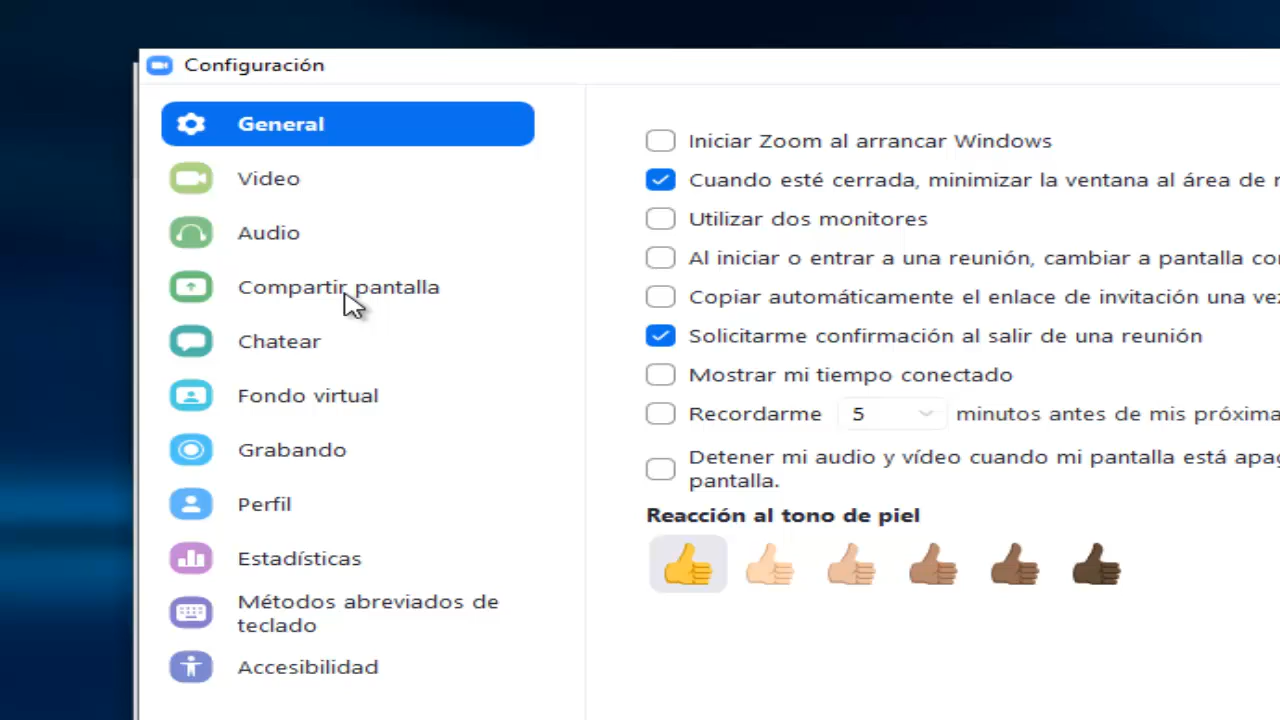 Configuración
General
Video
Audio
Compartir pantalla
Chatear
Fondo virtual
Grabando
Perfil
Estadísticas
Métodos abreviados de
teclado
Accesibilidad
Iniciar Zoom al arrancar Windows
Cuando esté cerrada, minimizar la ventana al área de
Utilizar dos monitores
Al iniciar o entrar a una reunión, cambiar a pantalla
Copiar automáticamente el enlace de invitación una
Solicitarme confirmación al salir de una reunión
Mostrar mi tiempo conectado
Recordarme 5 minutos antes de mis
Detener mi audio y vídeo cuando mi pantalla está
pantalla.
Reacción al tono de piel